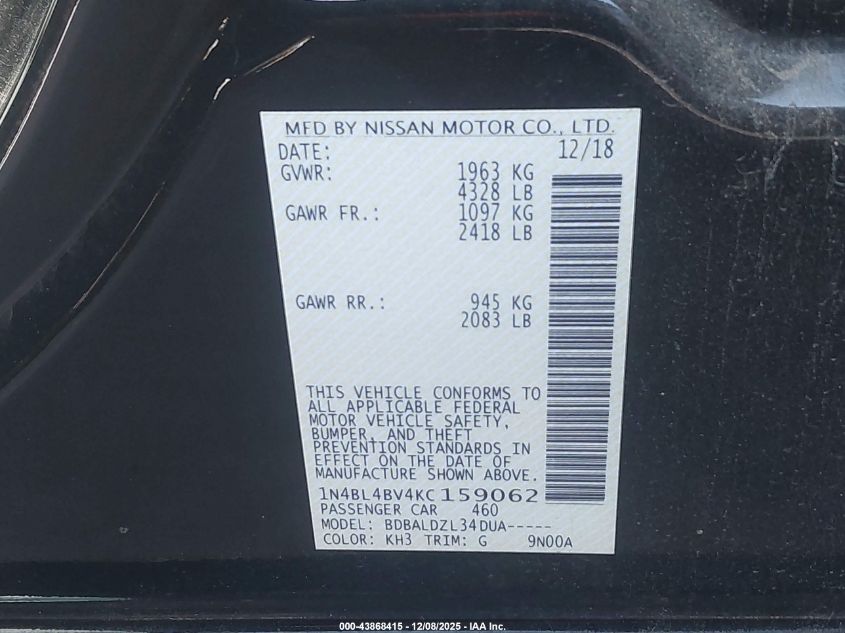 MFD BY NISSAN MOTOR CO., LTD.
DATE: 12/18
GVWR: 1963 KG
4328 LB
GAWR FR.: 1097 KG
2418 LB
GAWR RR.: 945 KG
2083 LB
THIS VEHICLE CONFORMS TO
ALL APPLICABLE FEDERAL
MOTOR VEHICLE SAFETY,
BUMPER, AND THEFT
PREVENTION STANDARDS IN
EFFECT ON THE DATE OF
MANUFACTURE SHOWN ABOVE.
1N4BL4BV4KC159062
PASSENGER CAR 460
MODEL: BDBALDZL34DUA-----
COLOR: KH3 TRIM: G 9N00A
000-43868415 - 12/08/2025 - IAA Inc.